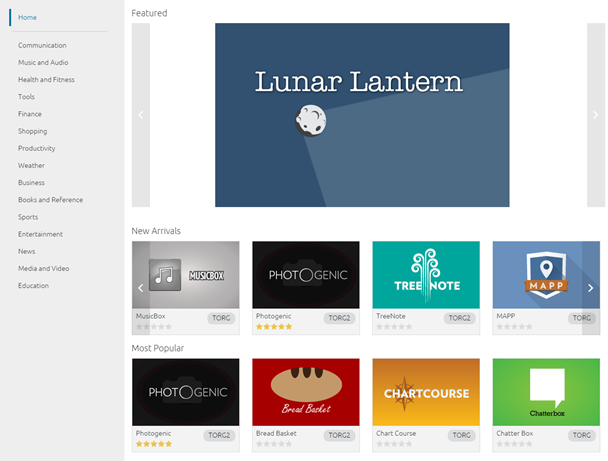 Home
Communication
Music and Audio
Health and Fitness
Tools
Finance
Shopping
Productivity
Weather
Business
Books and Reference
Sports
Entertainment
News
Media and Video
Education
Featured
Lunar Lantern
New Arrivals
MUSICBOX
PHOTOGENIC
TREE NOTE
MAPP
MusicBox
TORG
Photogenic
TORG2
TreeNote
TORG2
MAPP
TORG
Most Popular
PHOTOGENIC
Bread Basket
CHARTCOURSE
Chatterbox
Photogenic
TORG2
Bread Basket
TORG2
Chart Course
TORG
Chatter Box
TORG